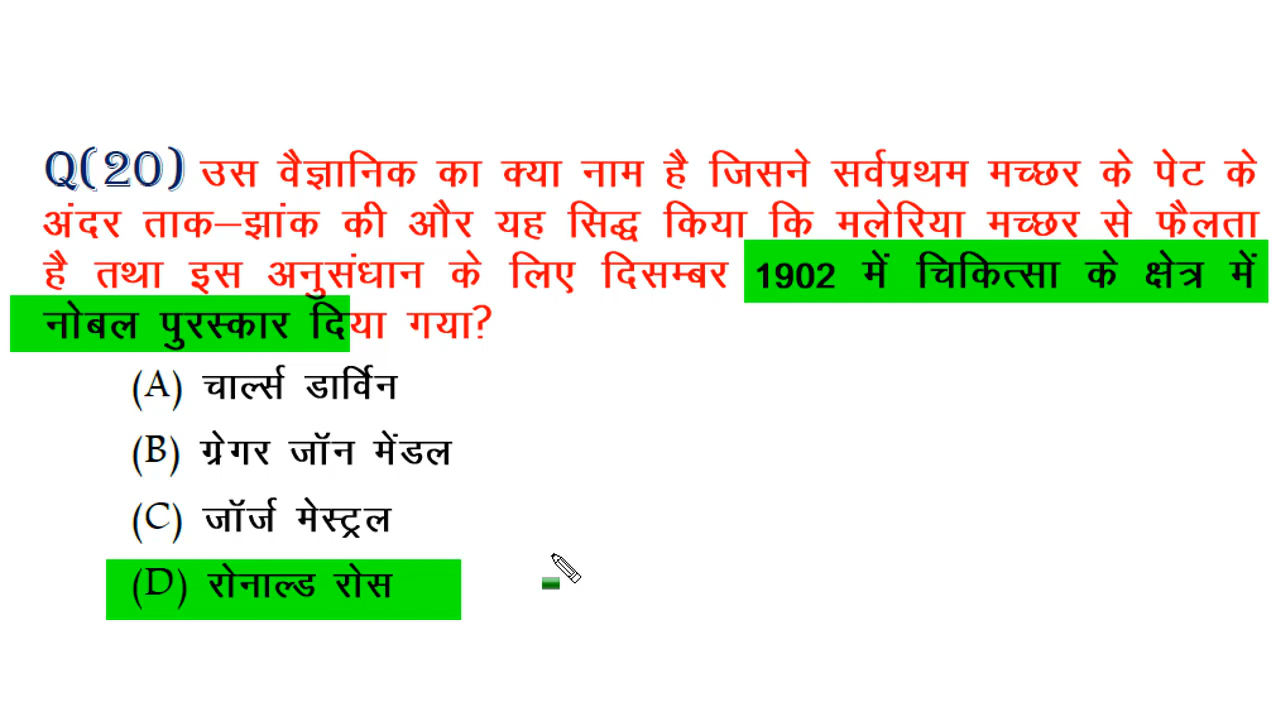 Q(20) उस वैज्ञानिक का क्या नाम है जिसने सर्वप्रथम मच्छर के पेट के
अंदर ताक–झांक की और यह सिद्ध किया कि मलेरिया मच्छर से फैलता
है तथा इस अनुसंधान के लिए दिसम्बर 1902 में चिकित्सा के क्षेत्र में
नोबल पुरस्कार दिया गया?
(A) चार्ल्स डार्विन
(B) ग्रेगर जॉन मेंडल
(C) जॉर्ज मेस्ट्रल
(D) रोनाल्ड रोस